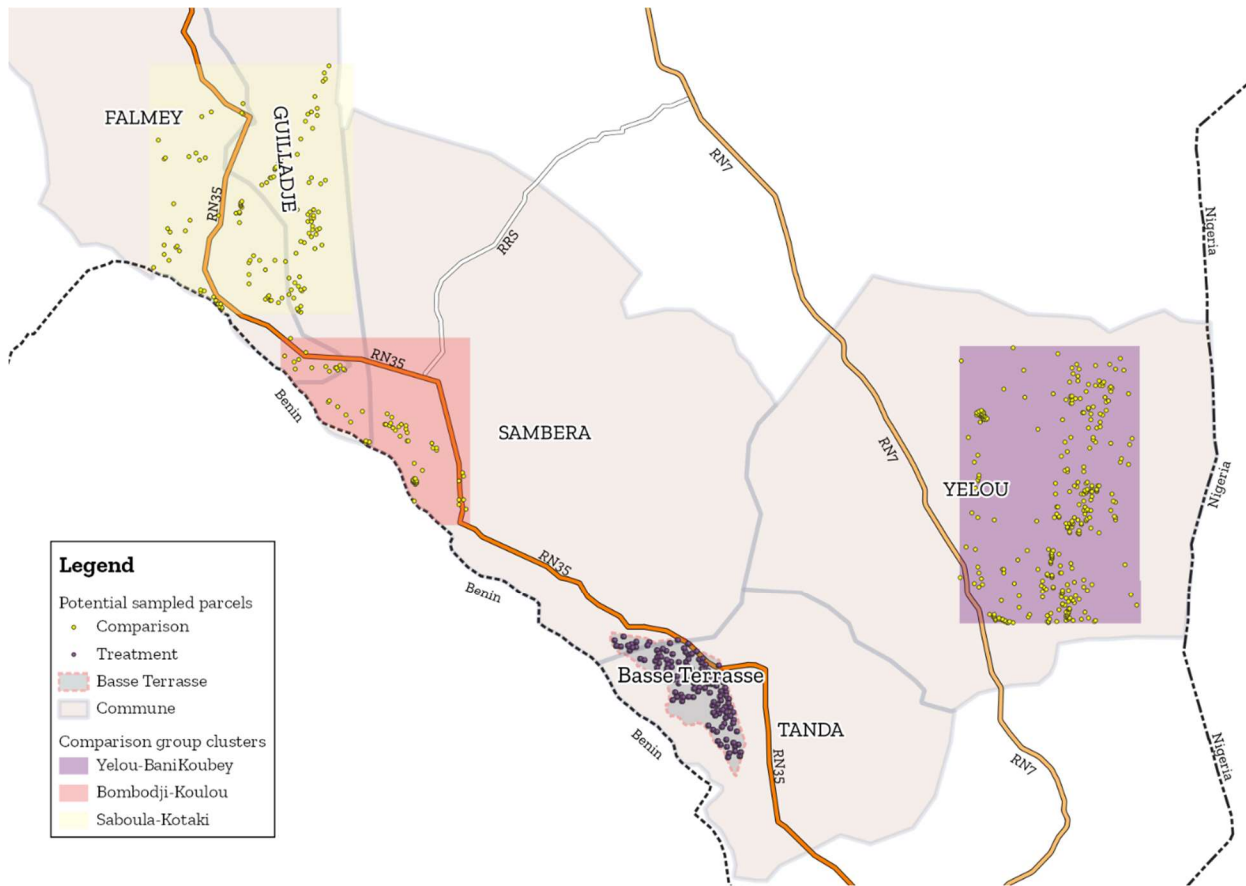 FALMEY
GUILLADJE
RN35
RRS
RN7
Nigeria
Benin
RN35
SAMBERA
RN7
YELOU
Nigeria
RN35
Benin
Basse Terrasse
TANDA
Benin
RN35
RN7
Nigeria
Legend
Potential sampled parcels
Comparison
Treatment
Basse Terrasse
Commune
Comparison group clusters
Yelou-BaniKoubey
Bombodji-Koulou
Saboula-Kotaki